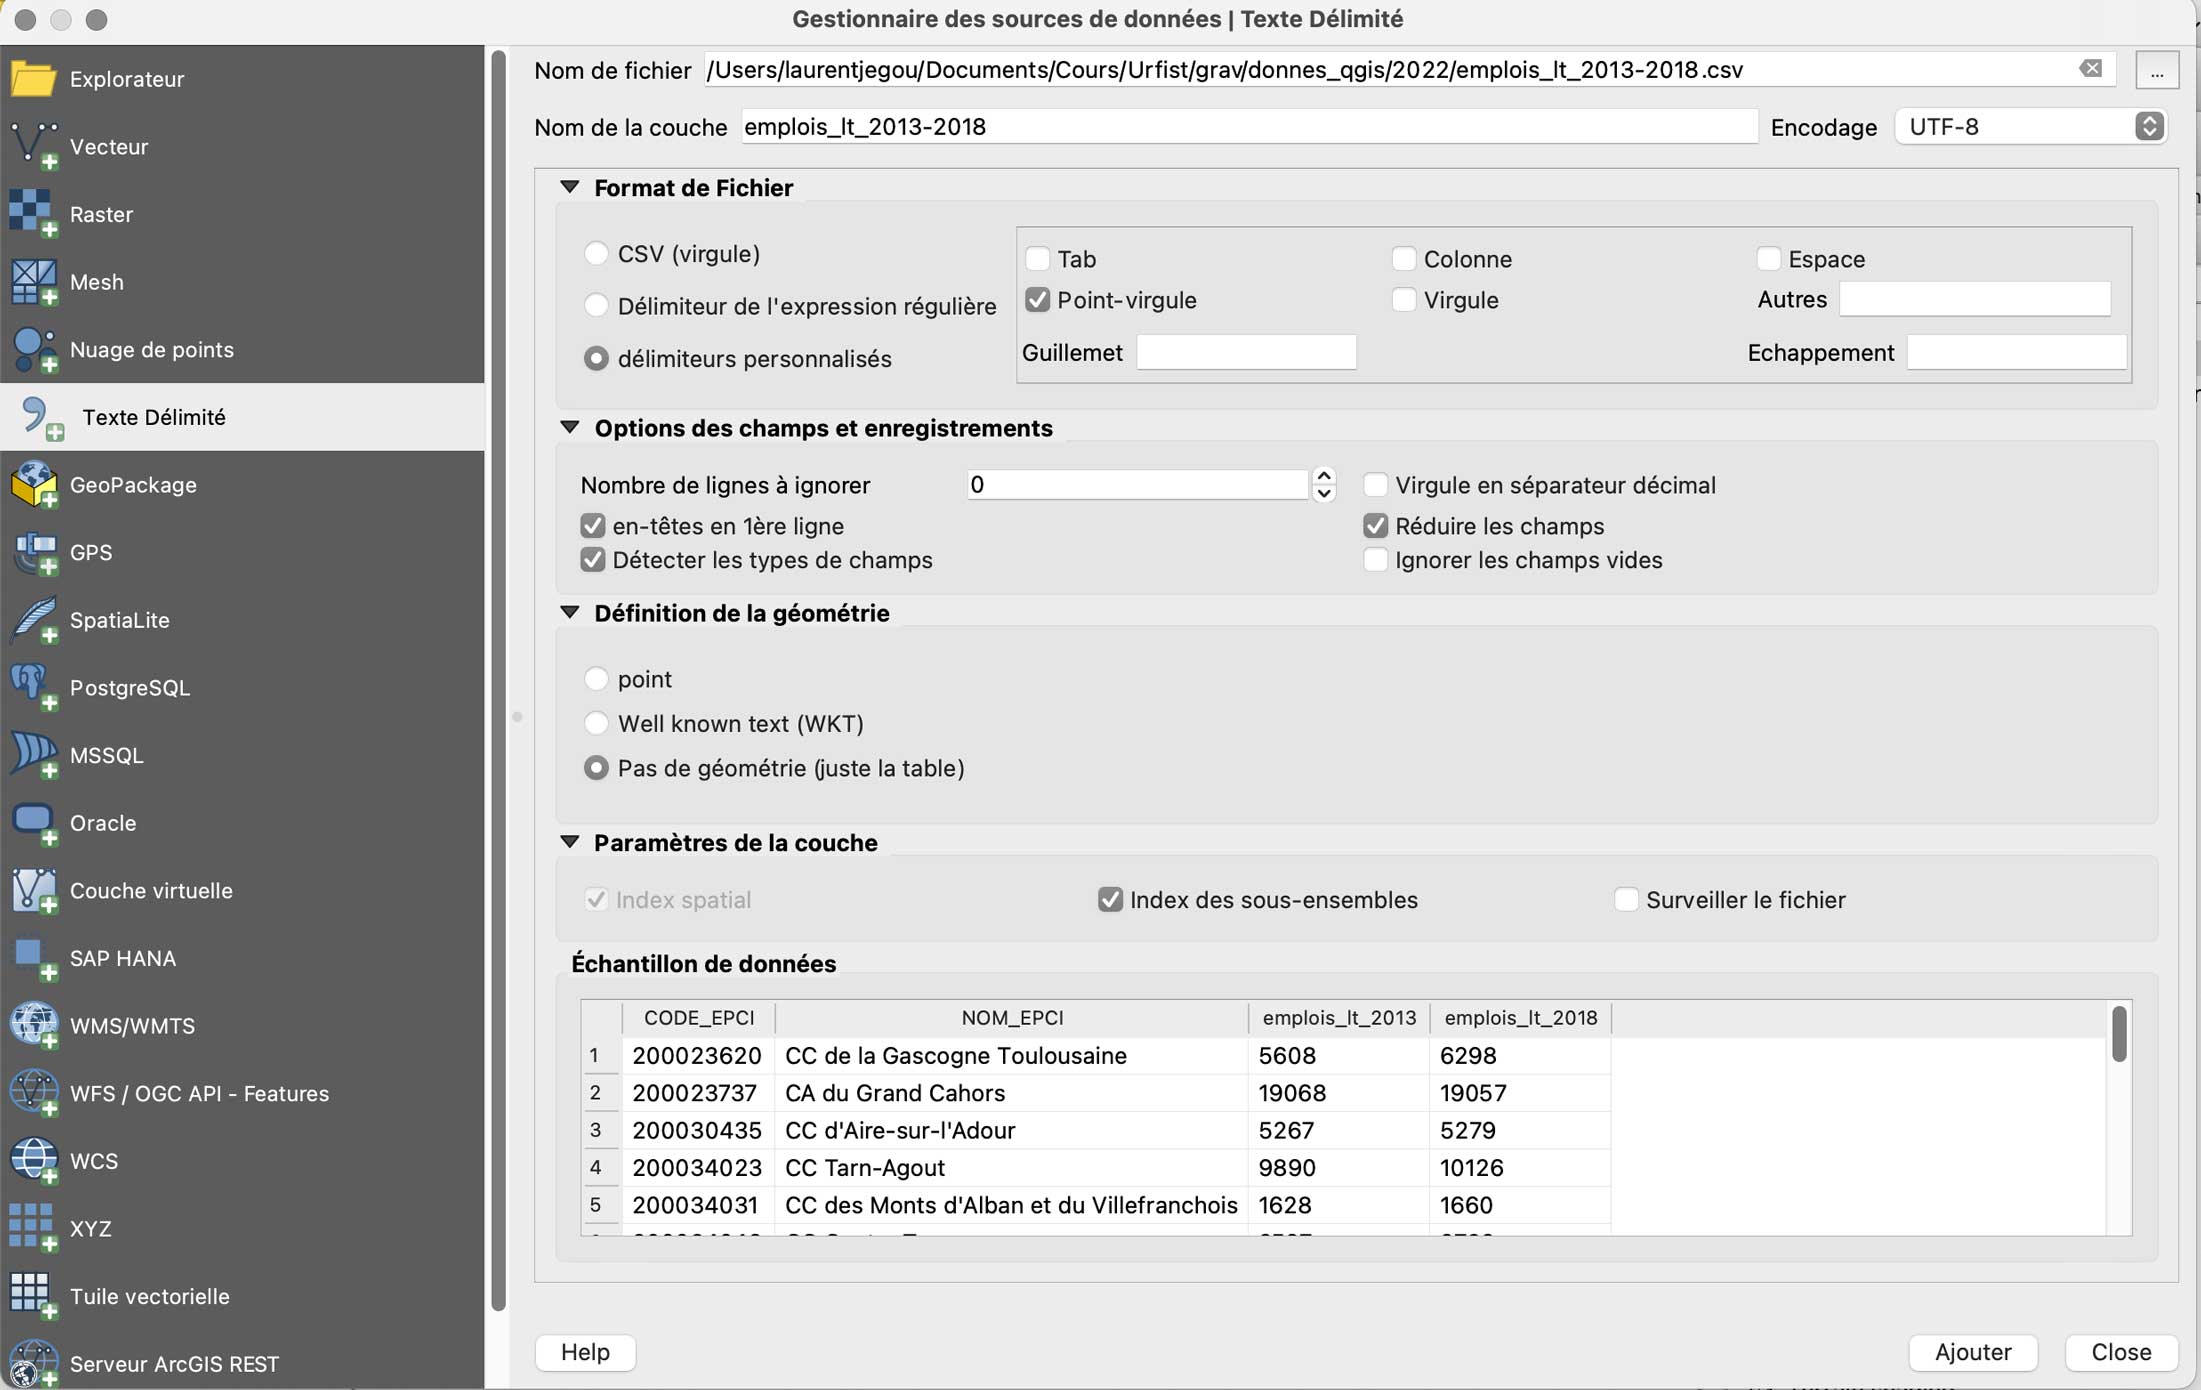 Gestionnaire des sources de données | Texte Délimité
Explorateur
Vecteur
Raster
Mesh
Nuage de points
Texte Délimité
GeoPackage
GPS
SpatiaLite
PostgreSQL
MSSQL
Oracle
Couche virtuelle
SAP HANA
WMS/WMTS
WFS / OGC API - Features
WCS
XYZ
Tuile vectorielle
Serveur ArcGIS REST
Nom de fichier /Users/laurentjegou/Documents/Cours/Urfist/grav/donnes_qgis/2022/emplois_lt_2013-2018.csv ...
Nom de la couche emplois_lt_2013-2018 Encodage UTF-8
Format de Fichier
CSV (virgule)
Délimiteur de l'expression régulière
délimiteurs personnalisés
Tab Colonne Espace
Point-virgule Virgule Autres
Guillemet Echappement
Options des champs et enregistrements
Nombre de lignes à ignorer 0 Virgule en séparateur décimal
en-têtes en 1ère ligne Réduire les champs
Détecter les types de champs Ignorer les champs vides
Définition de la géométrie
point
Well known text (WKT)
Pas de géométrie (juste la table)
Paramètres de la couche
Index spatial Index des sous-ensembles Surveiller le fichier
Échantillon de données
CODE_EPCI NOM_EPCI emplois_lt_2013 emplois_lt_2018
1 200023620 CC de la Gascogne Toulousaine 5608 6298
2 200023737 CA du Grand Cahors 19068 19057
3 200030435 CC d'Aire-sur-l'Adour 5267 5279
4 200034023 CC Tarn-Agout 9890 10126
5 200034031 CC des Monts d'Alban et du Villefranchois 1628 1660
Help Ajouter Close